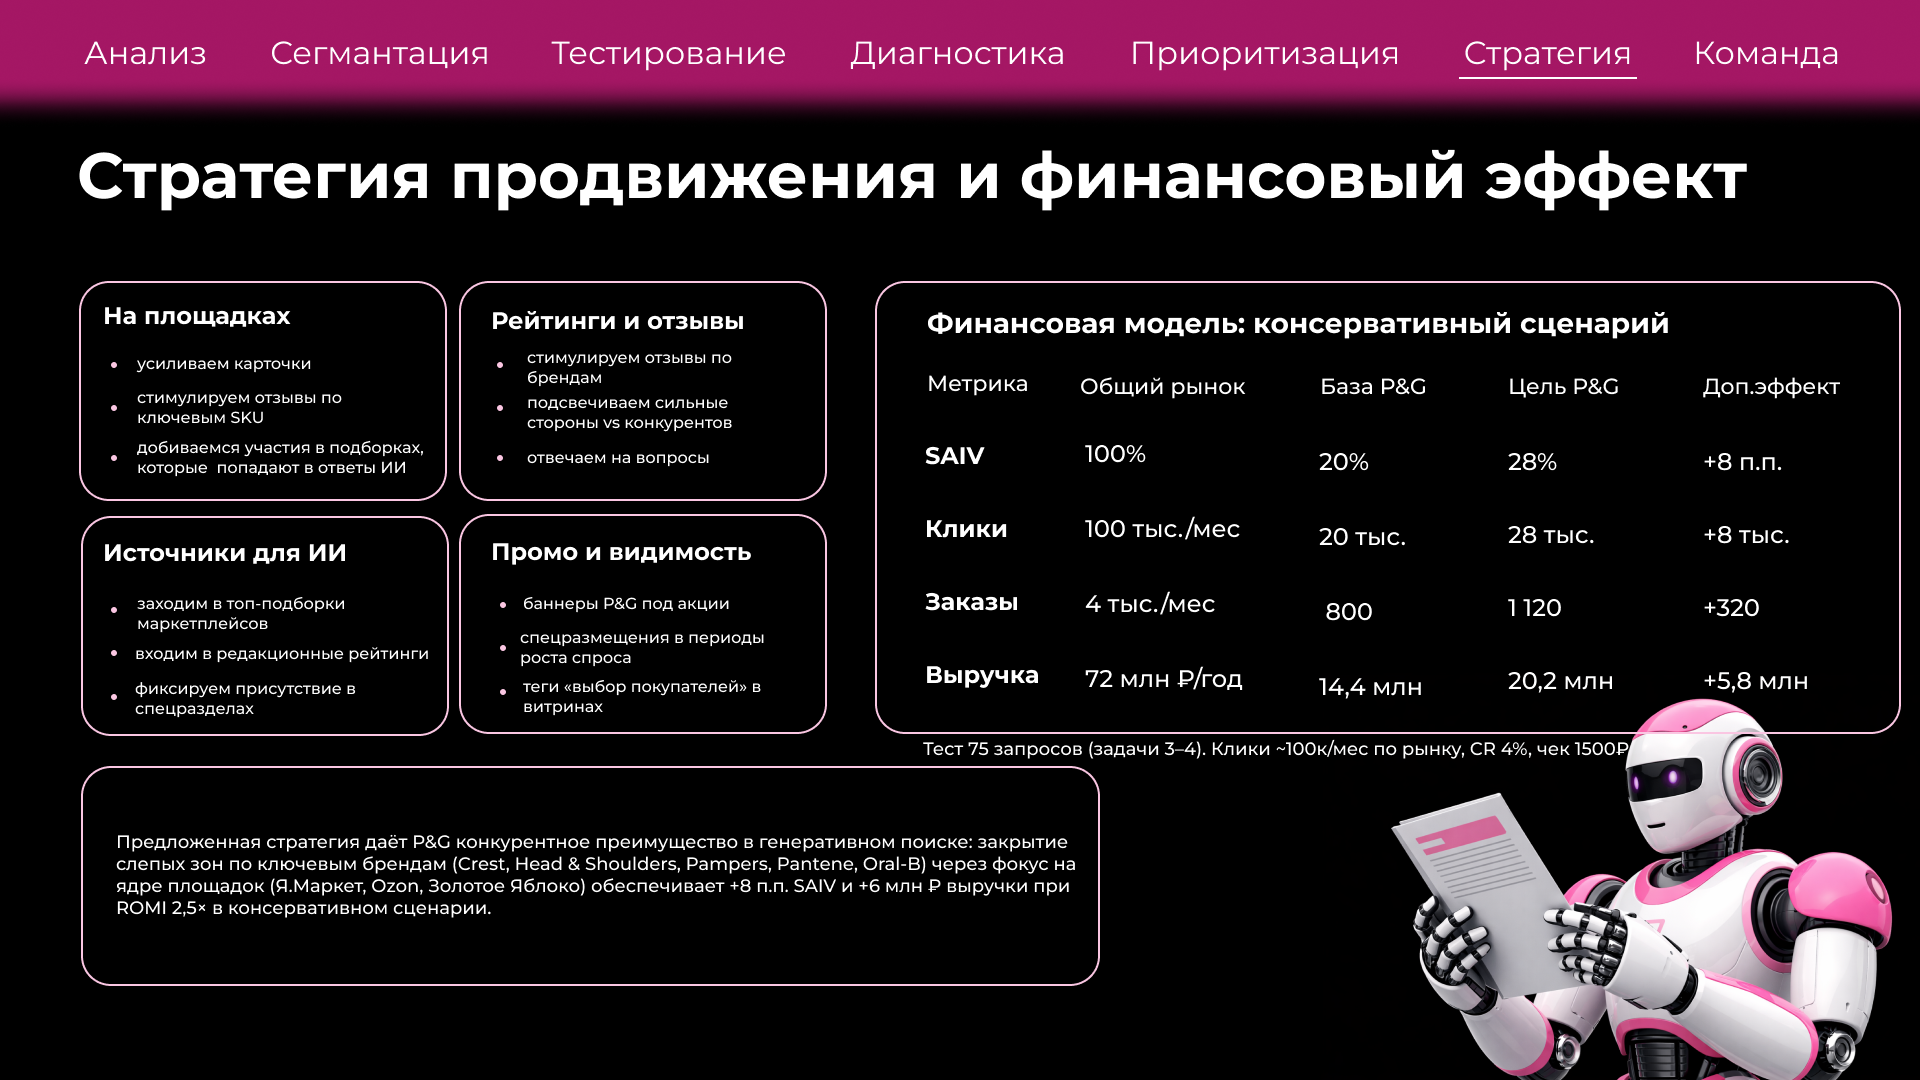 Анализ Сегмантация Тестирование Диагностика Приоритизация Стратегия Команда
Стратегия продвижения и финансовый эффект
На площадках
усиливаем карточки
стимулируем отзывы по
ключевым SKU
добиваемся участия в подборках,
которые попадают в ответы ИИ
Рейтинги и отзывы
стимулируем отзывы по
брендам
подсвечиваем сильные
стороны vs конкурентов
отвечаем на вопросы
Источники для ИИ
заходим в топ-подборки
маркетплейсов
входим в редакционные рейтинги
фиксируем присутствие в
спецразделах
Промо и видимость
баннеры P&G под акции
спецразмещения в периоды
роста спроса
теги «выбор покупателей» в
витринах
Финансовая модель: консервативный сценарий
Метрика Общий рынок База P&G Цель P&G Доп.эффект
SAIV 100% 20% 28% +8 п.п.
Клики 100 тыс./мес 20 тыс. 28 тыс. +8 тыс.
Заказы 4 тыс./мес 800 1 120 +320
Выручка 72 млн ₽/год 14,4 млн 20,2 млн +5,8 млн
Тест 75 запросов (задачи 3–4). Клики ~100к/мес по рынку, CR 4%, чек 1500₽
Предложенная стратегия даёт P&G конкурентное преимущество в генеративном поиске: закрытие
слепых зон по ключевым брендам (Crest, Head & Shoulders, Pampers, Pantene, Oral-B) через фокус на
ядре площадок (Я.Маркет, Ozon, Золотое Яблоко) обеспечивает +8 п.п. SAIV и +6 млн ₽ выручки при
ROMI 2,5× в консервативном сценарии.